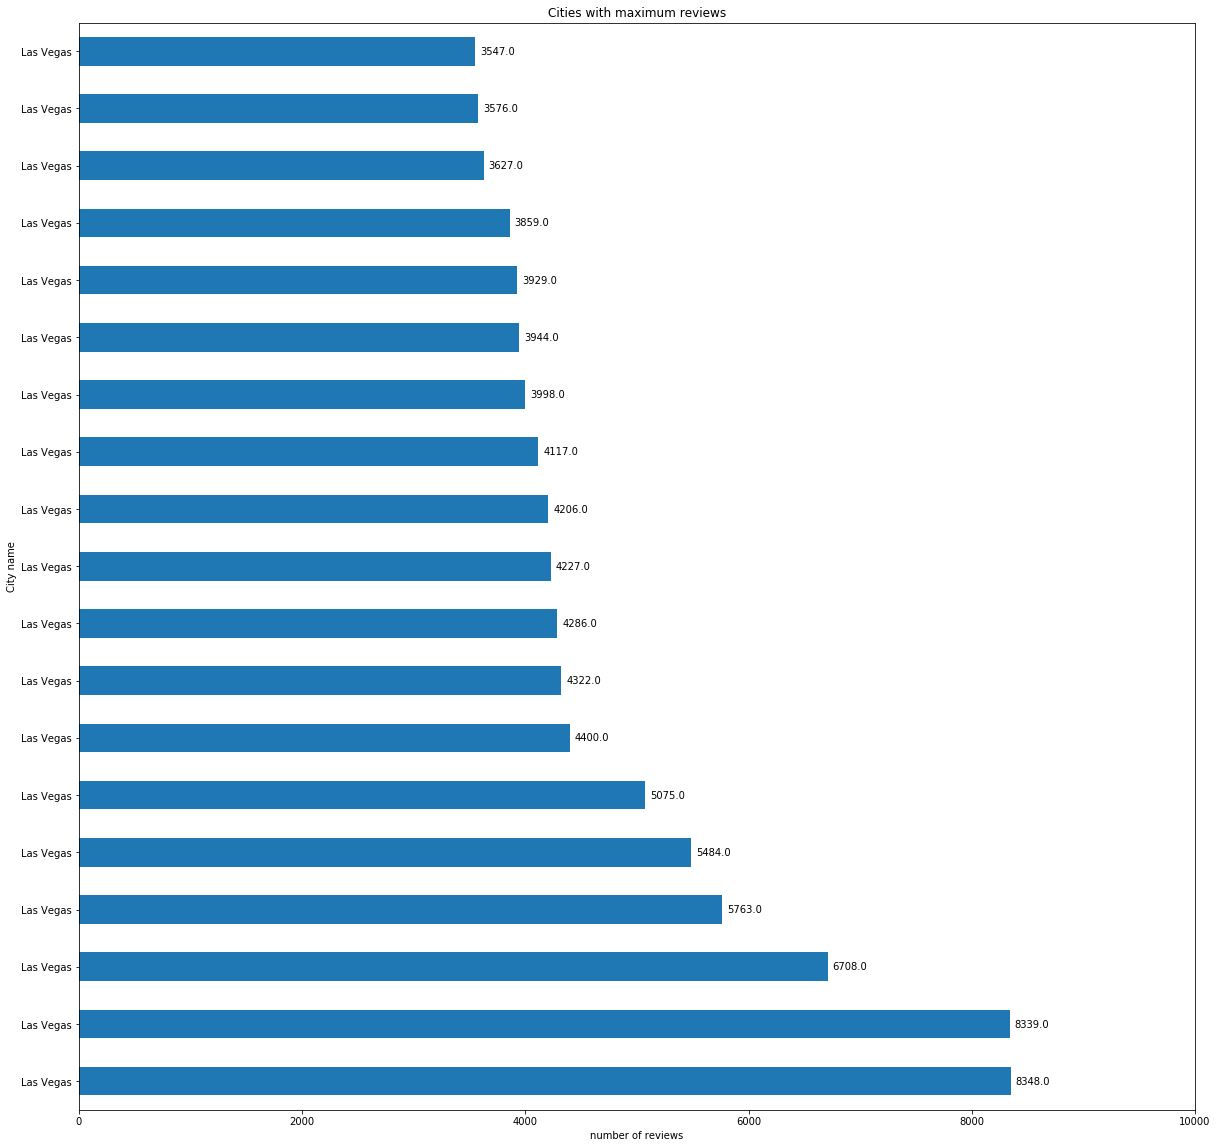 Cities with maximum reviews
Las Vegas 3547.0
Las Vegas 3576.0
Las Vegas 3627.0
Las Vegas 3859.0
Las Vegas 3929.0
Las Vegas 3944.0
Las Vegas 3998.0
Las Vegas 4117.0
Las Vegas 4206.0
Las Vegas 4227.0
Las Vegas 4286.0
Las Vegas 4322.0
Las Vegas 4400.0
Las Vegas 5075.0
Las Vegas 5484.0
Las Vegas 5763.0
Las Vegas 6708.0
Las Vegas 8339.0
Las Vegas 8348.0
City name
0 2000 4000 6000 8000 10000
number of reviews